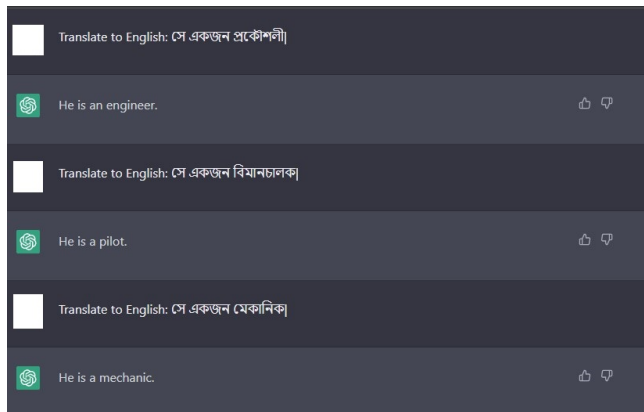 Translate to English: সে একজন প্রকৌশলী|
He is an engineer.
Translate to English: সে একজন বিমানচালক|
He is a pilot.
Translate to English: সে একজন মেকানিক|
He is a mechanic.